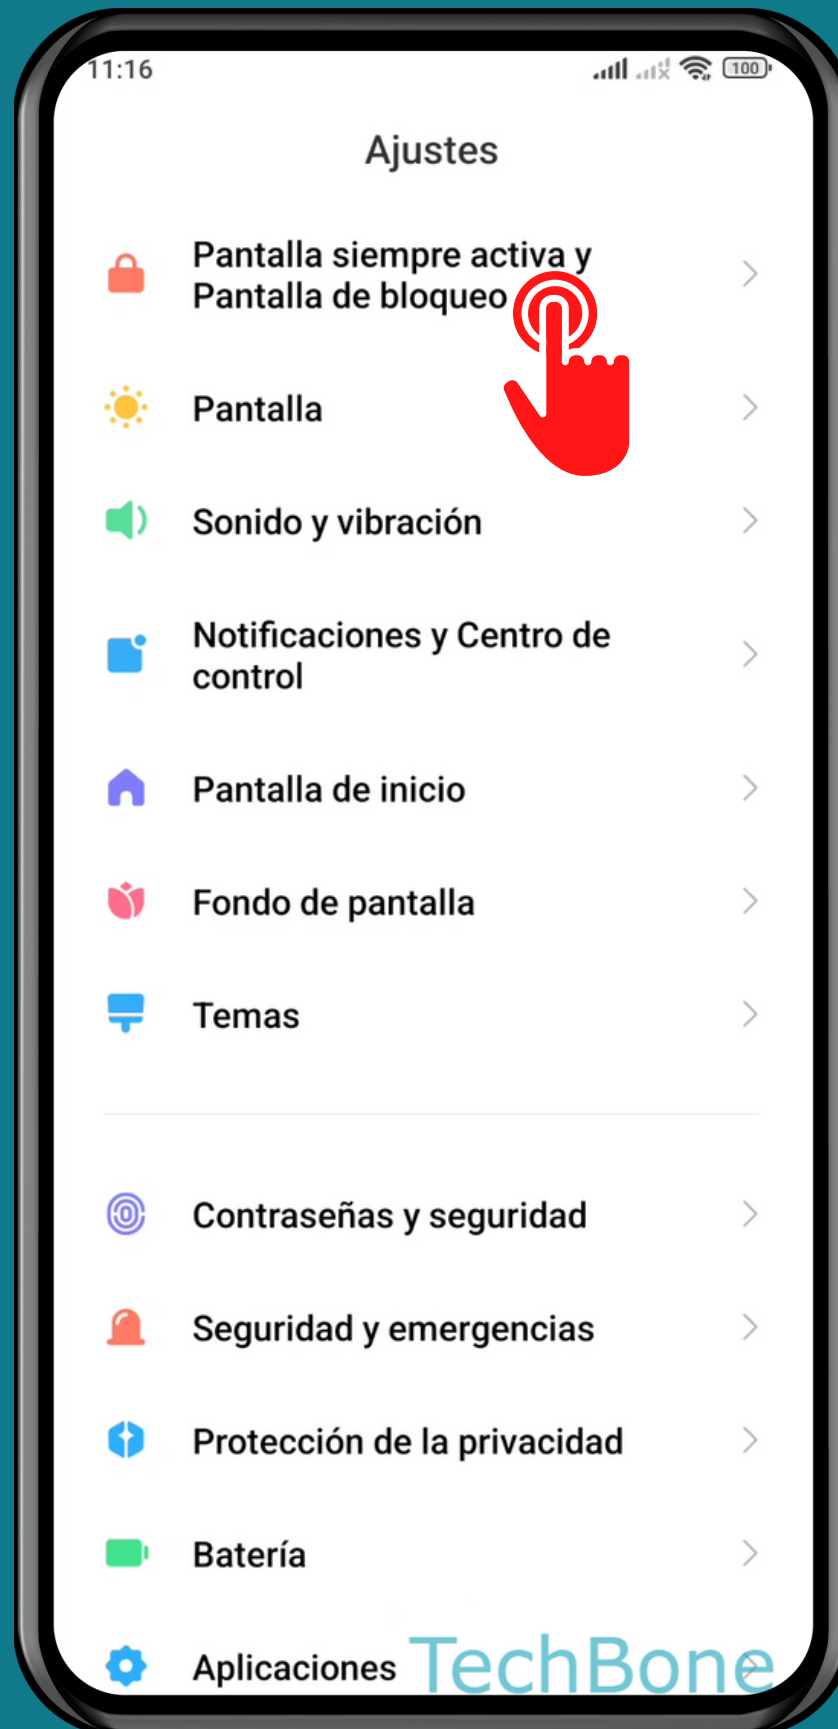 11:16
100
Ajustes
Pantalla siempre activa y
Pantalla de bloqueo
Pantalla
Sonido y vibración
Notificaciones y Centro de
control
Pantalla de inicio
Fondo de pantalla
Temas
Contraseñas y seguridad
Seguridad y emergencias
Protección de la privacidad
Batería
Aplicaciones
TechBone